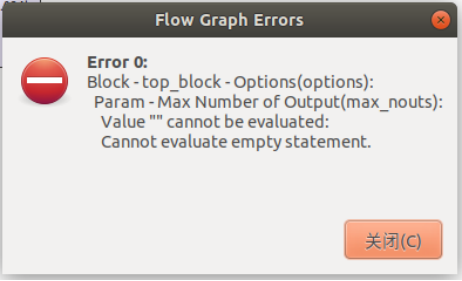 Flow Graph Errors
Error 0:
Block - top_block - Options(options):
Param - Max Number of Output(max_nouts):
Value "" cannot be evaluated:
Cannot evaluate empty statement.
关闭(C)